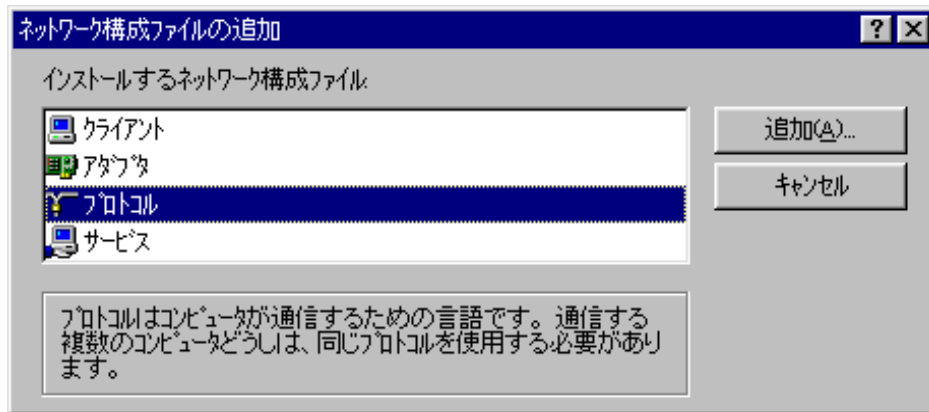 ネットワーク構成ファイルの追加
インストールするネットワーク構成ファイル:
クライアント
アダプタ
プロトコル
サービス
追加(A)...
キャンセル
プロトコルはコンピュータが通信するための言語です。通信する
複数のコンピュータどうしは、同じプロトコルを使用する必要があり
ます。